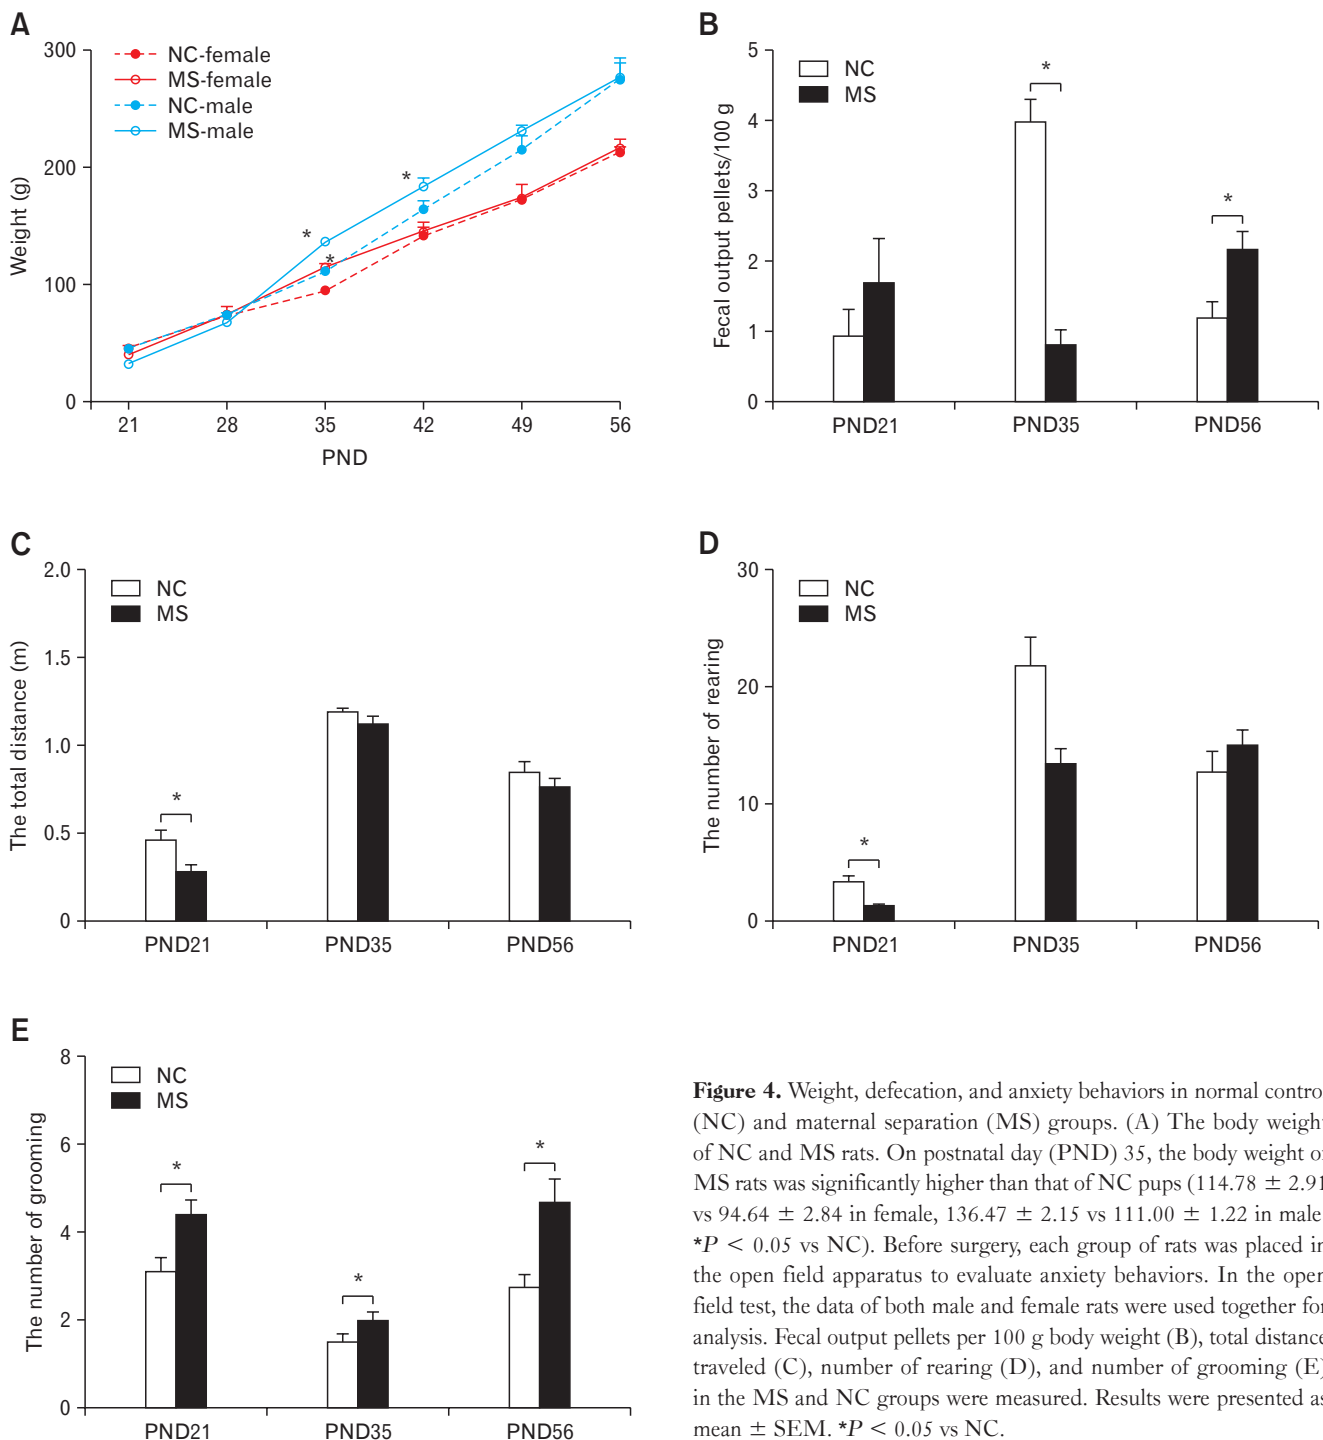 A
300
200
100
0
Weight (g)
NC-female
MS-female
NC-male
MS-male
*
*
*
21 28 35 42 49 56
PND
B
5
4
3
2
1
0
Fecal output pellets/100 g
NC
MS
*
*
PND21 PND35 PND56
C
2.0
1.5
1.0
0.5
0
The total distance (m)
NC
MS
*
PND21 PND35 PND56
D
30
20
10
0
The number of rearing
NC
MS
*
PND21 PND35 PND56
E
8
6
4
2
0
The number of grooming
NC
MS
*
*
*
PND21 PND35 PND56
Figure 4. Weight, defecation, and anxiety behaviors in normal contro
(NC) and maternal separation (MS) groups. (A) The body weight
of NC and MS rats. On postnatal day (PND) 35, the body weight of
MS rats was significantly higher than that of NC pups (114.78 ± 2.91
vs 94.64 ± 2.84 in female, 136.47 ± 2.15 vs 111.00 ± 1.22 in male
*P < 0.05 vs NC). Before surgery, each group of rats was placed in
the open field apparatus to evaluate anxiety behaviors. In the open
field test, the data of both male and female rats were used together for
analysis. Fecal output pellets per 100 g body weight (B), total distance
traveled (C), number of rearing (D), and number of grooming (E)
in the MS and NC groups were measured. Results were presented as
mean ± SEM. *P < 0.05 vs NC.